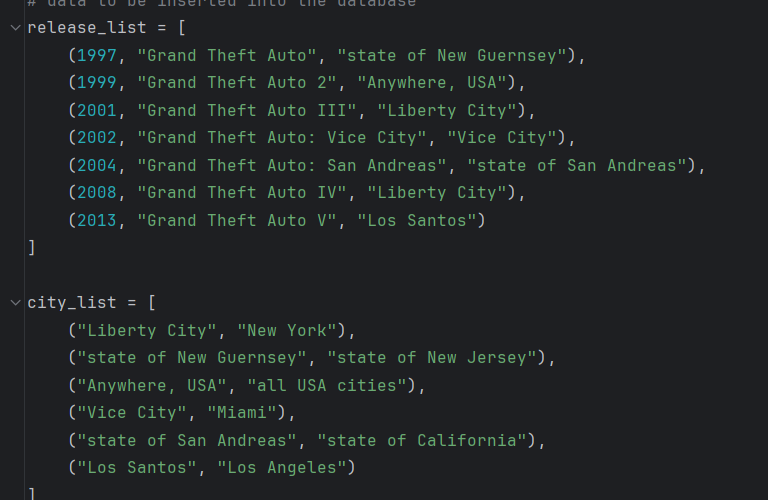 # data to be inserted into the database
release_list = [
(1997, "Grand Theft Auto", "state of New Guernsey"),
(1999, "Grand Theft Auto 2", "Anywhere, USA"),
(2001, "Grand Theft Auto III", "Liberty City"),
(2002, "Grand Theft Auto: Vice City", "Vice City"),
(2004, "Grand Theft Auto: San Andreas", "state of San Andreas"),
(2008, "Grand Theft Auto IV", "Liberty City"),
(2013, "Grand Theft Auto V", "Los Santos")
]
city_list = [
("Liberty City", "New York"),
("state of New Guernsey", "state of New Jersey"),
("Anywhere, USA", "all USA cities"),
("Vice City", "Miami"),
("state of San Andreas", "state of California"),
("Los Santos", "Los Angeles")
]